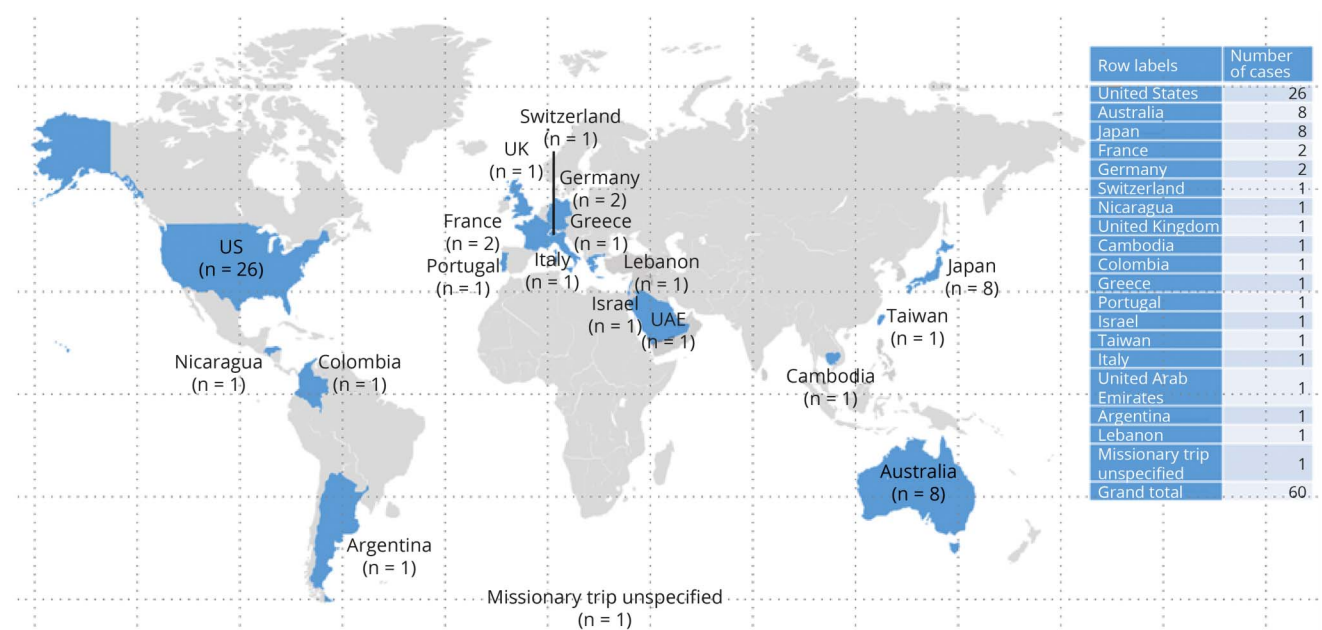 Switzerland
(n = 1)
UK
(n = 1)
Germany
(n = 2)
France
(n = 2)
Greece
(n = 1)
Portugal
(n = 1)
Italy
(n = 1)
Lebanon
(n = 1)
Israel
(n = 1)
UAE
(n = 1)
US
(n = 26)
Japan
(n = 8)
Taiwan
(n = 1)
Nicaragua
(n = 1)
Colombia
(n = 1)
Cambodia
(n = 1)
Australia
(n = 8)
Argentina
(n = 1)
Missionary trip unspecified
(n = 1)
Row labels Number
of cases
United States 26
Australia 8
Japan 8
France 2
Germany 2
Switzerland 1
Nicaragua 1
United Kingdom 1
Cambodia 1
Colombia 1
Greece 1
Portugal 1
Israel 1
Taiwan 1
Italy 1
United Arab
Emirates 1
Argentina 1
Lebanon 1
Missionary trip
unspecified 1
Grand total 60